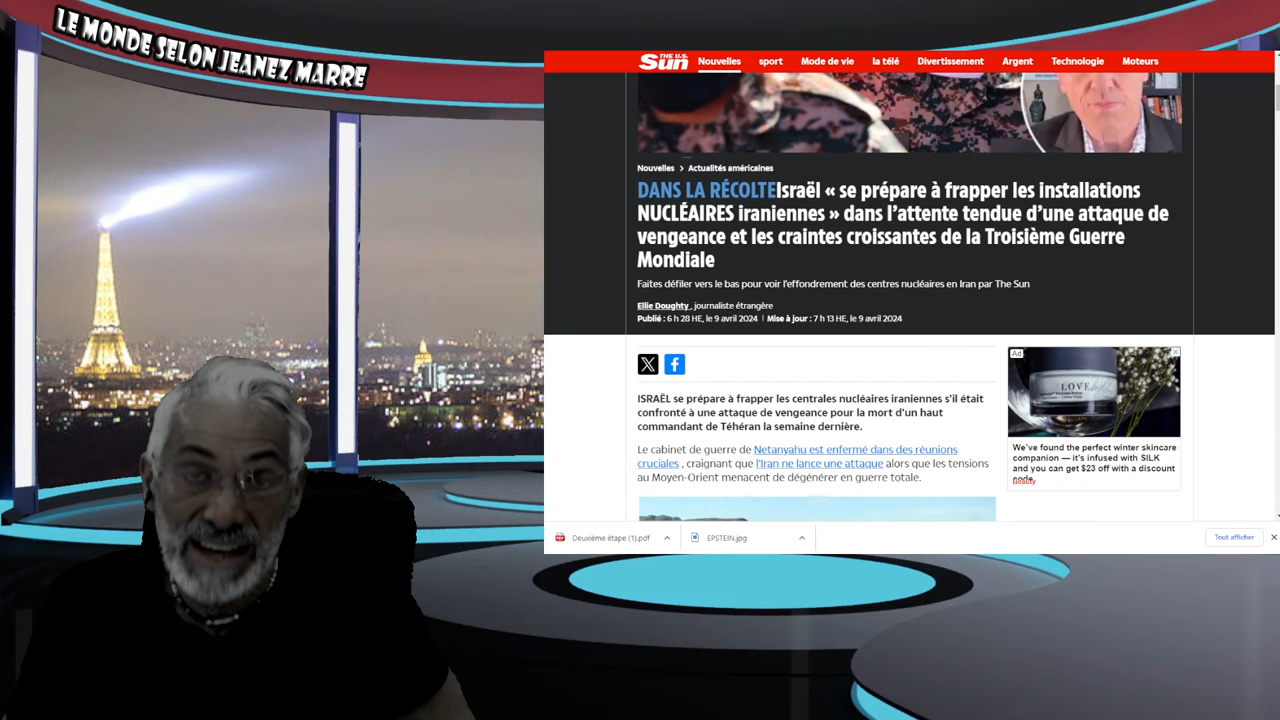 LE MONDE SELON JEANEZ MARRE
THE U.S. Sun Nouvelles sport Mode de vie la télé Divertissement Argent Technologie Moteurs
Nouvelles > Actualités américaines
DANS LA RÉCOLTEIsraël « se prépare à frapper les installations
NUCLÉAIRES iraniennes » dans l'attente tendue d'une attaque de
vengeance et les craintes croissantes de la Troisième Guerre
Mondiale
Faites défiler vers le bas pour voir l'effondrement des centres nucléaires en Iran par The Sun
Ellie Doughty , journaliste étrangère
Publié : 6 h 28 HE, le 9 avril 2024 | Mise à jour : 7 h 13 HE, le 9 avril 2024
ISRAËL se prépare à frapper les centrales nucléaires iraniennes s'il était
confronté à une attaque de vengeance pour la mort d'un haut
commandant de Téhéran la semaine dernière.
Le cabinet de guerre de Netanyahu est enfermé dans des réunions
cruciales , craignant que l'Iran ne lance une attaque alors que les tensions
au Moyen-Orient menacent de dégénérer en guerre totale.
Ad
LOVE
We've found the perfect winter skincare
companion — it's infused with SILK
and you can get $23 off with a discount
code
Beauty
Deuxième étape (1).pdf
EPSTEIN.jpg
Tout afficher